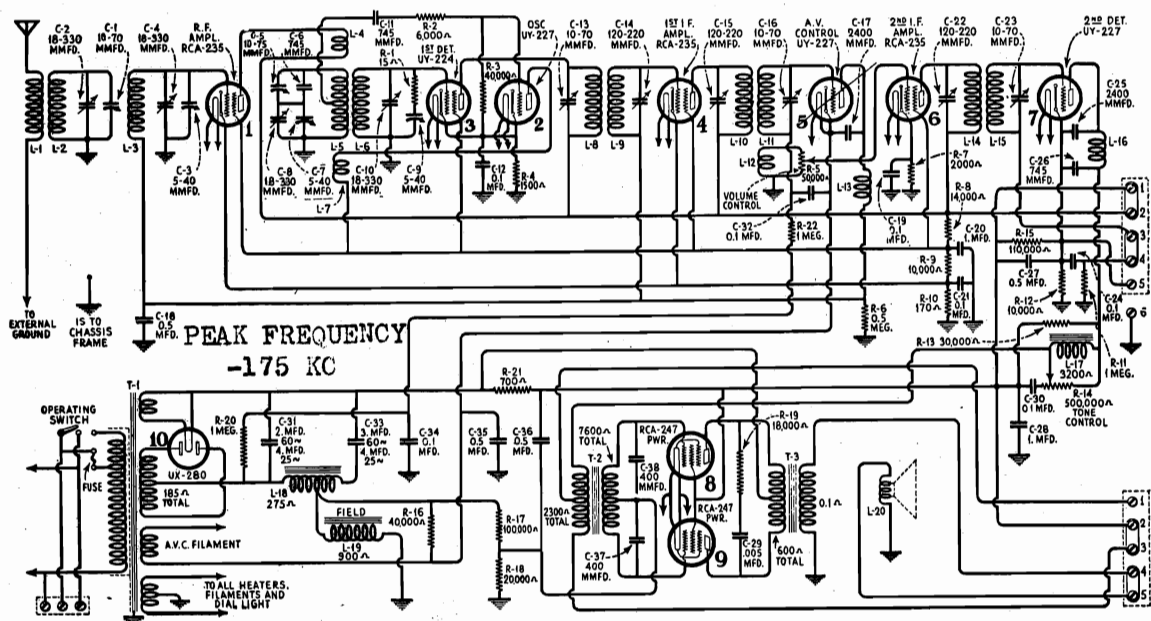 C-2
18-330
MMFD.
C-1
10-70
MMFD.
C-4
18-330
MMFD.
R.F.
AMPL.
RCA-235
C-5
10-75
MMFD.
C-6
745
MMFD.
L-4
C-11
745
MMFD.
R-2
6,000~
R-1
15~
1ST DET.
UY-224
R-3
40,000~
OSC
UY-227
C-13
10-70
MMFD.
C-14
120-220
MMFD.
1ST I.F.
AMPL.
RCA-235
C-15
120-220
MMFD.
C-16
10-70
MMFD.
A.V.
CONTROL
UY-227
C-17
2400
MMFD.
2ND I.F.
AMPL.
RCA-235
C-22
120-220
MMFD.
C-23
10-70
MMFD.
2ND DET.
UY-227
C-25
2400
MMFD.
1
2
3
4
5
6
7
L-1
L-2
L-3
C-3
5-40
MMFD.
C-8
18-330
MMFD.
C-7
5-40
MMFD.
L-5
L-6
L-7
C-10
18-330
MMFD.
C-9
5-40
MMFD.
C-12
0.1
MFD.
R-4
1500~
L-8
L-9
L-10
L-11
L-12
VOLUME
CONTROL
R-5
50,000~
L-13
C-32
0.1 MFD.
R-22
1 MEG.
C-19
0.1
MFD.
R-7
2000~
L-14
L-15
R-8
14,000~
C-20
1. MFD.
R-9
10,000~
R-10
170~
C-21
0.1
MFD.
L-16
C-26
745
MMFD.
R-15
110,000~
C-27
0.5 MFD.
R-12
10,000~
C-24
0.1
MFD.
1
2
3
4
5
6
TO
EXTERNAL
GROUND
IS TO
CHASSIS
FRAME
C-18
0.5
MFD.
PEAK FREQUENCY
-175 KC
R-6
0.5
MEG.
R-13 30,000~
L-17
3200~
R-11
1 MEG.
R-14
500,000~
TONE
CONTROL
C-30
0.1 MFD.
C-28
1. MFD.
T-1
OPERATING
SWITCH
FUSE
10
UX-280
185~
TOTAL
A.V.C. FILAMENT
TO ALL HEATERS,
FILAMENTS AND
DIAL LIGHT
R-20
1 MEG.
C-31
2. MFD.
60~
4. MFD.
25~
C-33
3. MFD.
60~
4. MFD.
25~
L-18
275~
FIELD
L-19
900~
R-16
40,000~
C-34
0.1
MFD.
R-21
700~
C-35
0.5
MFD.
C-36
0.5
MFD.
R-17
100,000~
R-18
20,000~
7600~
TOTAL
T-2
2300~
TOTAL
C-38
400
MMFD.
C-37
400
MMFD.
RCA-247
PWR.
8
RCA-247
PWR.
9
R-19
18,000~
C-29
.005
MFD.
T-3
0.1~
600~
TOTAL
L-20
1
2
3
4
5